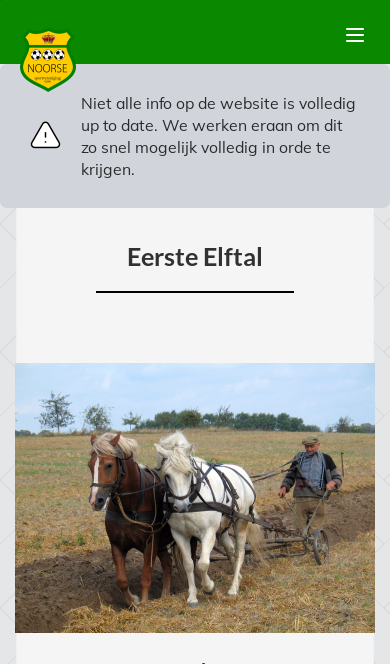 NOORSE
Niet alle info op de website is volledig
up to date. We werken eraan om dit
zo snel mogelijk volledig in orde te
krijgen.
Eerste Elftal